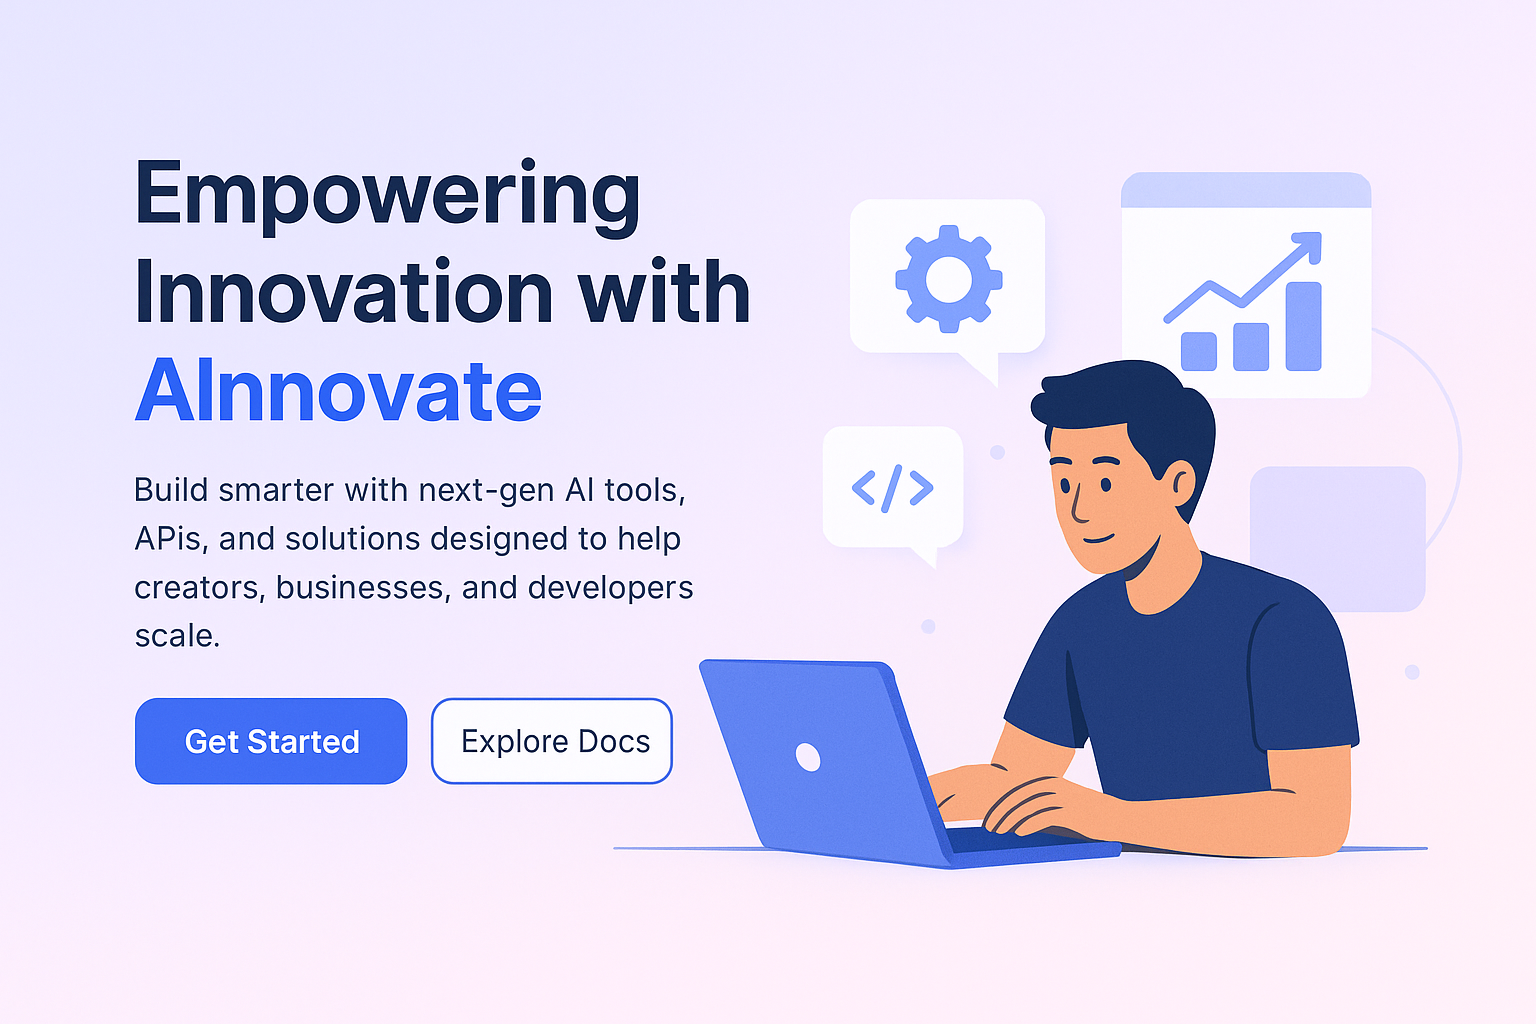 Empowering
Innovation with
AInnovate
Build smarter with next-gen AI tools,
APis, and solutions designed to help
creators, businesses, and developers
scale.
Get Started
Explore Docs
</>